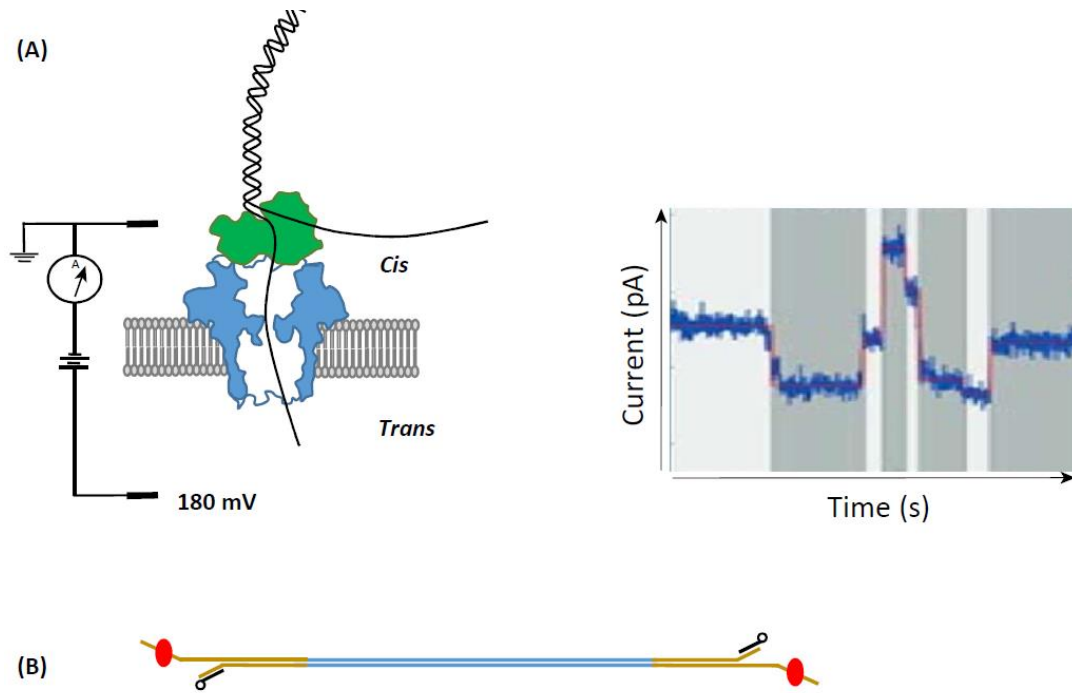 (A)
A
Cis
Trans
180 mV
Current (pA)
Time (s)
(B)